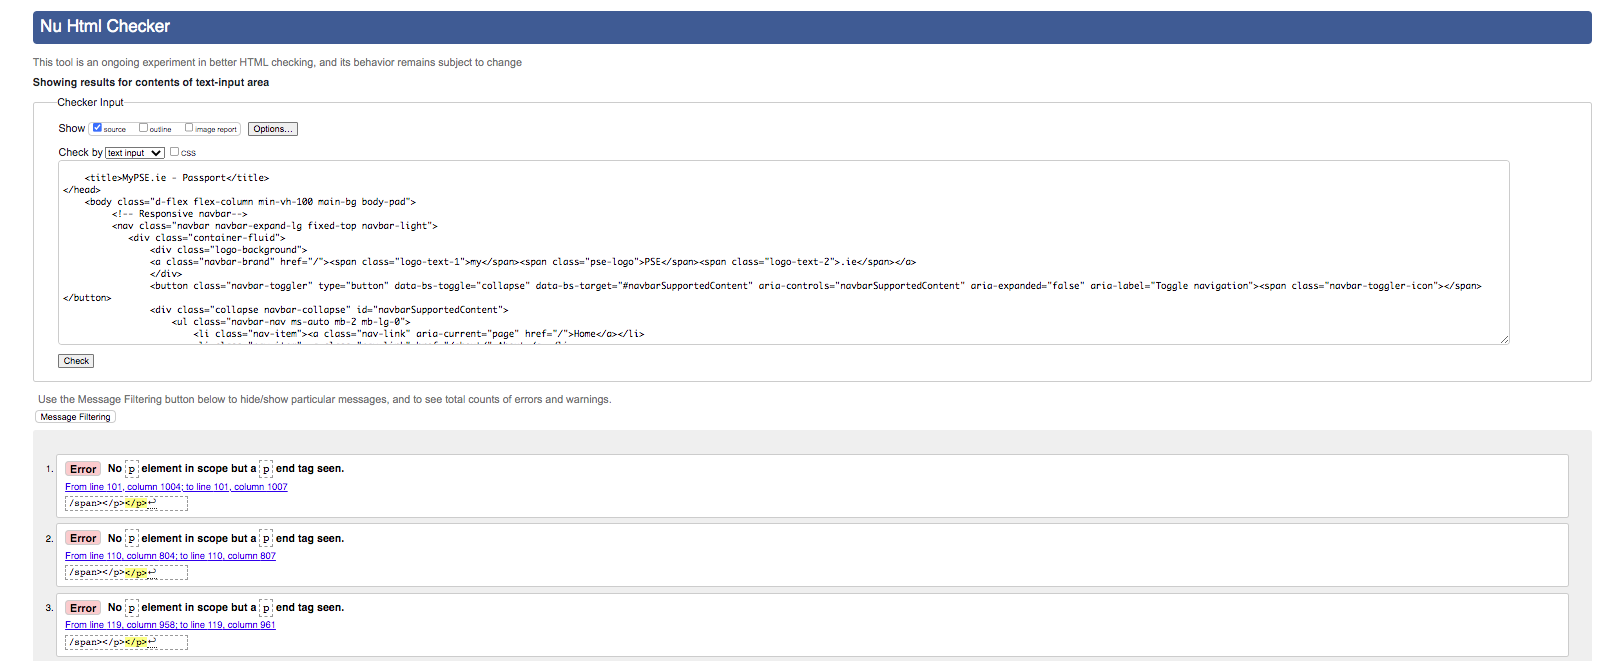 Nu Html Checker
This tool is an ongoing experiment in better HTML checking, and its behavior remains subject to change
Showing results for contents of text-input area
Checker Input
Show source outline image report Options...
Check by text input css
<title>MyPSE.ie - Passport</title>
</head>
<body class="d-flex flex-column min-vh-100 main-bg body-pad">
<!-- Responsive navbar-->
<nav class="navbar navbar-expand-lg fixed-top navbar-light">
<div class="container-fluid">
<div class="logo-background">
<a class="navbar-brand" href="/"><span class="logo-text-1">my</span><span class="pse-logo">PSE</span><span class="logo-text-2">.ie</span></a>
</div>
<button class="navbar-toggler" type="button" data-bs-toggle="collapse" data-bs-target="#navbarSupportedContent" aria-controls="navbarSupportedContent" aria-expanded="false" aria-label="Toggle navigation"><span class="navbar-toggler-icon"></span>
</button>
<div class="collapse navbar-collapse" id="navbarSupportedContent">
<ul class="navbar-nav ms-auto mb-2 mb-lg-0">
<li class="nav-item"><a class="nav-link" aria-current="page" href="/">Home</a></li>
Check
Use the Message Filtering button below to hide/show particular messages, and to see total counts of errors and warnings.
Message Filtering
1. Error No p element in scope but a p end tag seen.
From line 101, column 1004; to line 101, column 1007
/span></p></p>↩
2. Error No p element in scope but a p end tag seen.
From line 110, column 804; to line 110, column 807
/span></p></p>↩
3. Error No p element in scope but a p end tag seen.
From line 119, column 958; to line 119, column 961
/span></p></p>↩